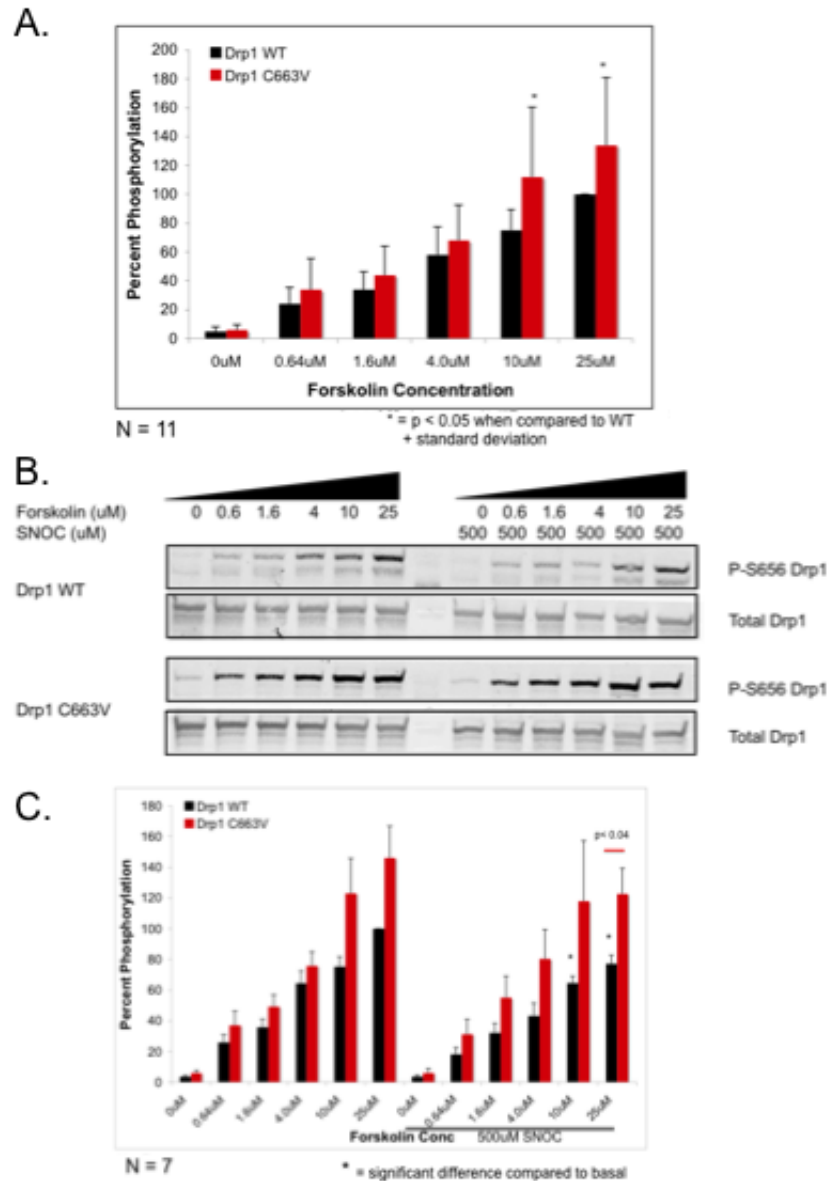 A.
Percent Phosphorylation
200
180
160
140
120
100
80
60
40
20
0
Drp1 WT
Drp1 C663V
*
*
0uM 0.64uM 1.6uM 4.0uM 10uM 25uM
Forskolin Concentration
N = 11
* = p < 0.05 when compared to WT
+ standard deviation
B.
Forskolin (uM) 0 0.6 1.6 4 10 25 0 0.6 1.6 4 10 25
SNOC (uM) 500 500 500 500 500 500
Drp1 WT
P-S656 Drp1
Total Drp1
Drp1 C663V
P-S656 Drp1
Total Drp1
C.
Percent Phosphorylation
180
160
140
120
100
80
60
40
20
0
Drp1 WT
Drp1 C663V
p< 0.04
*
*
0uM 0.64uM 1.6uM 4.0uM 10uM 25uM 0uM 0.64uM 1.6uM 4.0uM 10uM 25uM
Forskolin Conc 500uM SNOC
N = 7
* = significant difference compared to basal